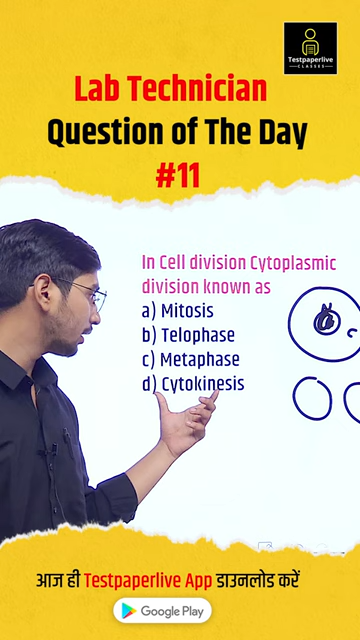 Testpaperlive
CLASSES
Lab Technician
Question of The Day
#11
In Cell division Cytoplasmic
division known as
a) Mitosis
b) Telophase
c) Metaphase
d) Cytokinesis
आज ही Testpaperlive App डाउनलोड करें
Google Play